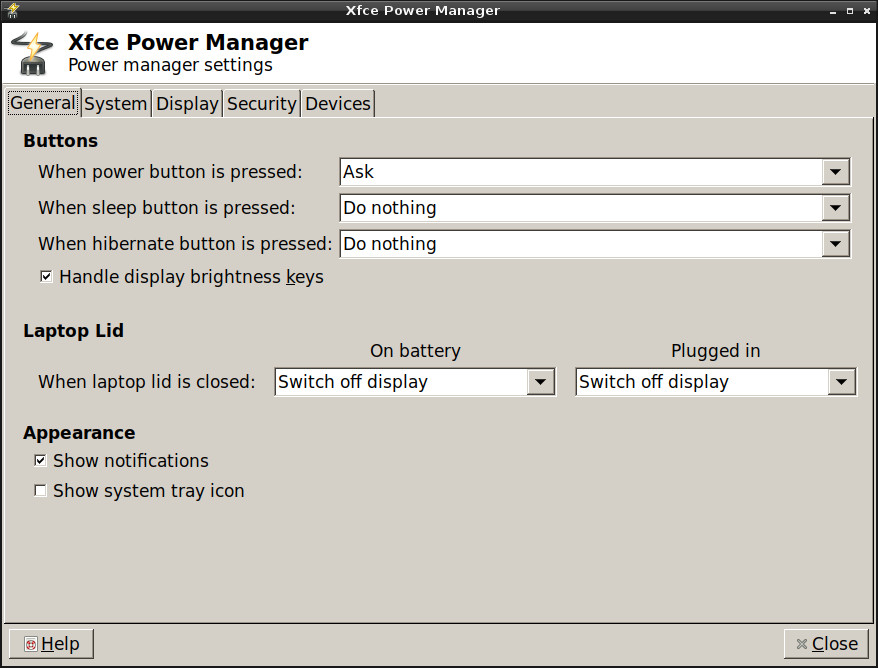 Xfce Power Manager
Xfce Power Manager
Power manager settings
General System Display Security Devices
Buttons
When power button is pressed: Ask
When sleep button is pressed: Do nothing
When hibernate button is pressed: Do nothing
Handle display brightness keys
Laptop Lid
On battery Plugged in
When laptop lid is closed: Switch off display Switch off display
Appearance
Show notifications
Show system tray icon
Help Close